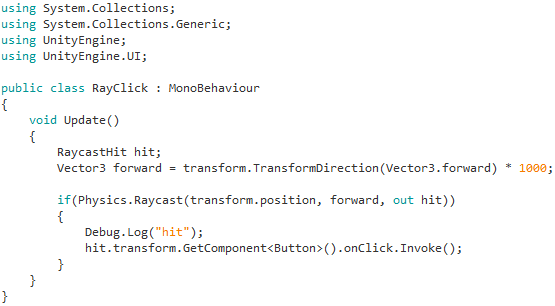 using System.Collections;
using System.Collections.Generic;
using UnityEngine;
using UnityEngine.UI;

public class RayClick : MonoBehaviour
{
    void Update()
    {
        RaycastHit hit;
        Vector3 forward = transform.TransformDirection(Vector3.forward) * 1000;

        if(Physics.Raycast(transform.position, forward, out hit))
        {
            Debug.Log("hit");
            hit.transform.GetComponent<Button>().onClick.Invoke();
        }
    }
}